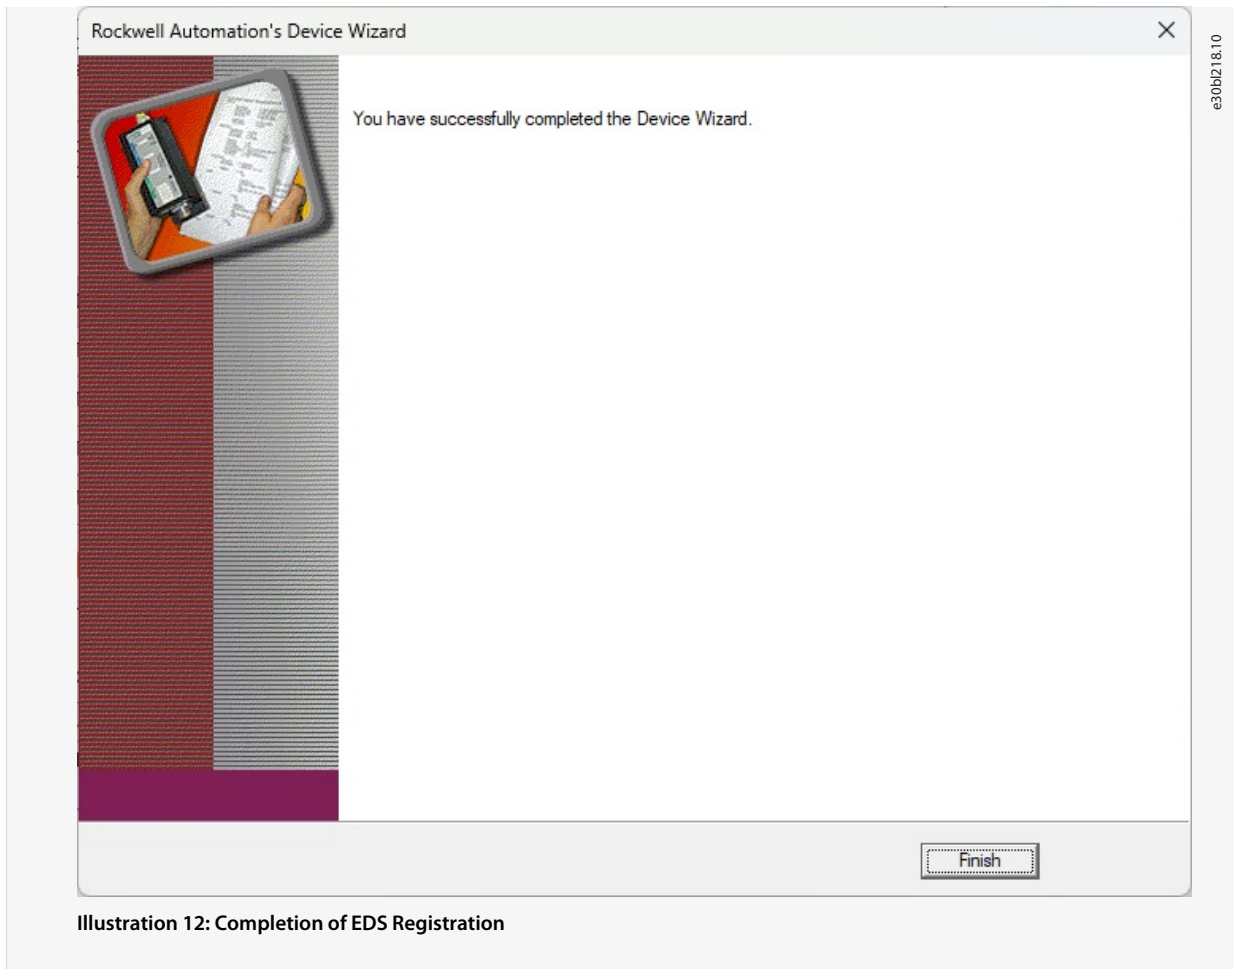 Rockwell Automation's Device Wizard
e30bl218.10
You have successfully completed the Device Wizard.
Finish
Illustration 12: Completion of EDS Registration